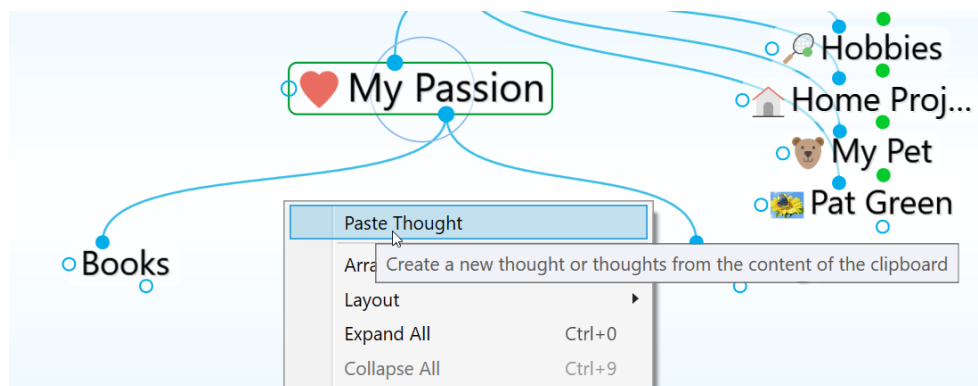 Hobbies
My Passion
Home Proj...
My Pet
Pat Green
Books
Paste Thought
Arra
Create a new thought or thoughts from the content of the clipboard
Layout
Expand All Ctrl+0
Collapse All Ctrl+9